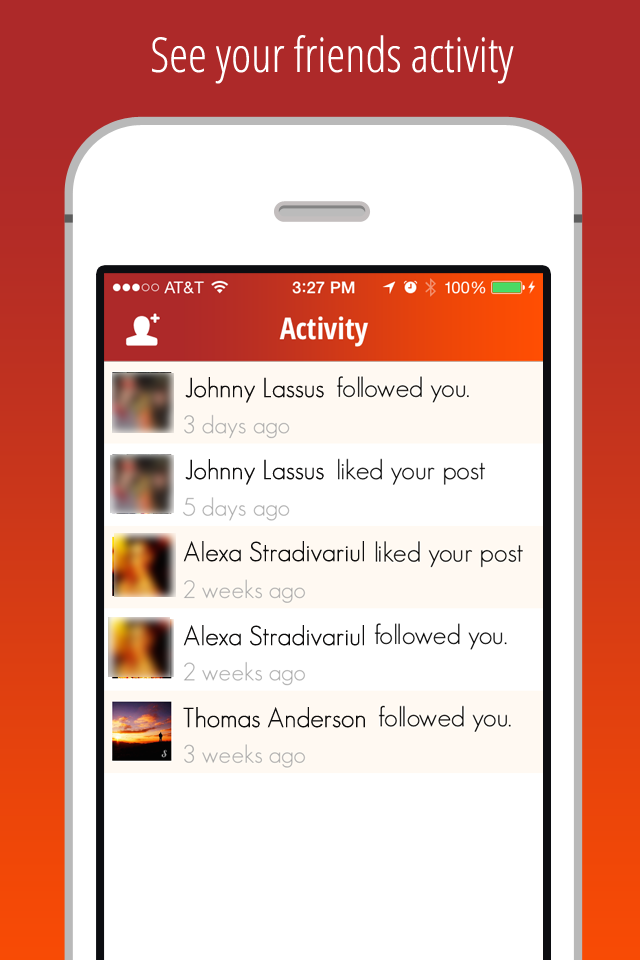 See your friends activity
AT&T 3:27 PM 100%
Activity
Johnny Lassus followed you.
3 days ago
Johnny Lassus liked your post
5 days ago
Alexa Stradivariul liked your post
2 weeks ago
Alexa Stradivariul followed you.
2 weeks ago
Thomas Anderson followed you.
s
3 weeks ago